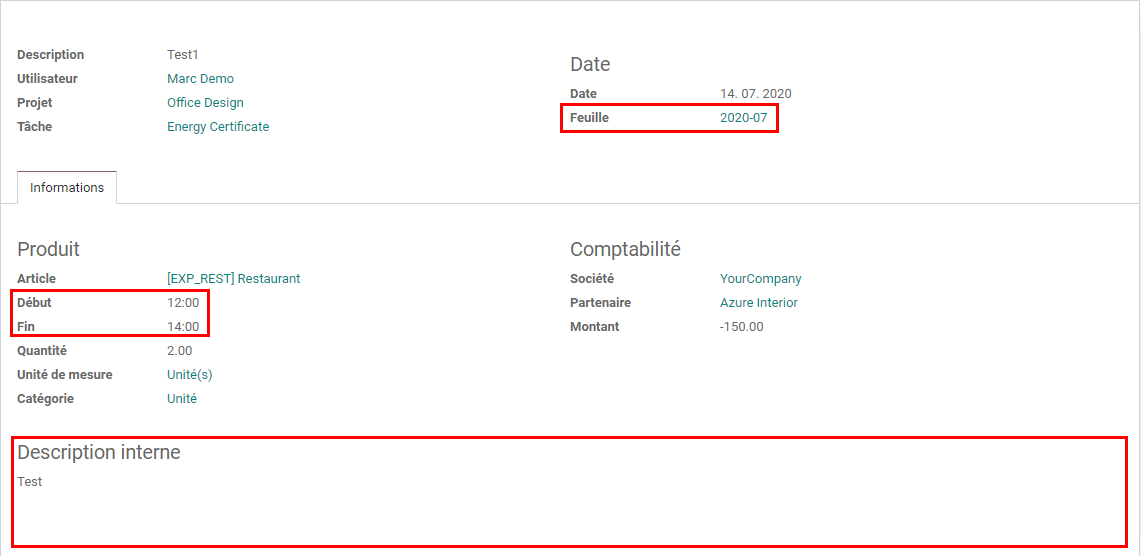 Description Test1
Utilisateur Marc Demo
Projet Office Design
Tâche Energy Certificate
Date
Date 14. 07. 2020
Feuille 2020-07
Informations
Produit
Article [EXP_REST] Restaurant
Début 12:00
Fin 14:00
Quantité 2.00
Unité de mesure Unité(s)
Catégorie Unité
Comptabilité
Société YourCompany
Partenaire Azure Interior
Montant -150.00
Description interne
Test